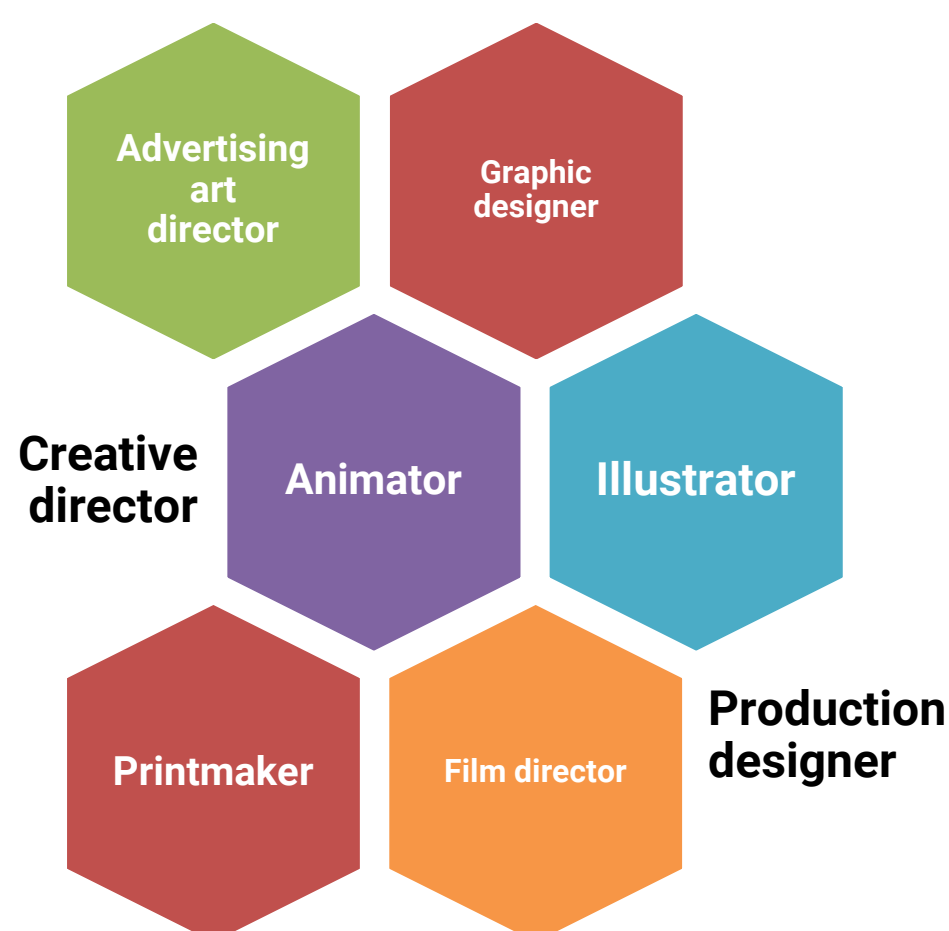 Advertising
art
director
Graphic
designer
Creative
director
Animator
Illustrator
Printmaker
Film director
Production
designer